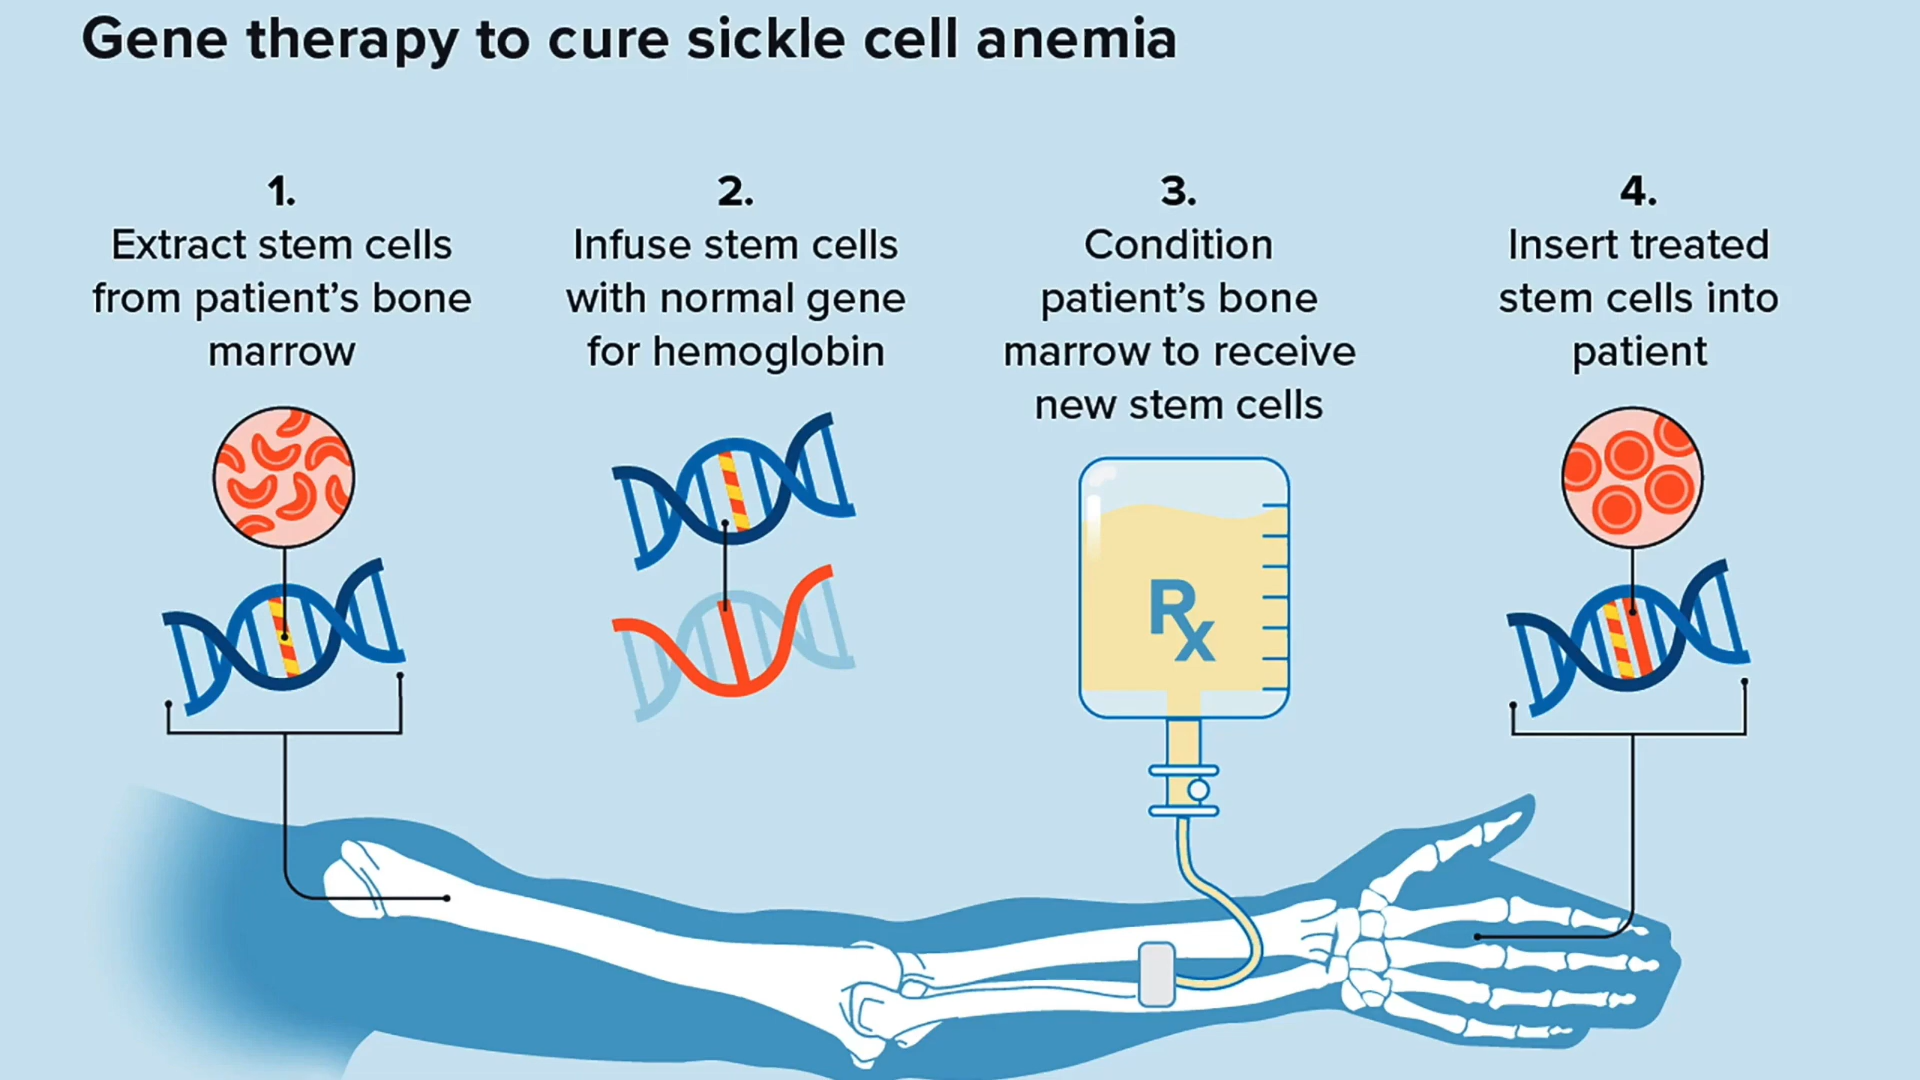 Gene therapy to cure sickle cell anemia
1.
Extract stem cells
from patient’s bone
marrow
2.
Infuse stem cells
with normal gene
for hemoglobin
3.
Condition
patient’s bone
marrow to receive
new stem cells
4.
Insert treated
stem cells into
patient
Rx